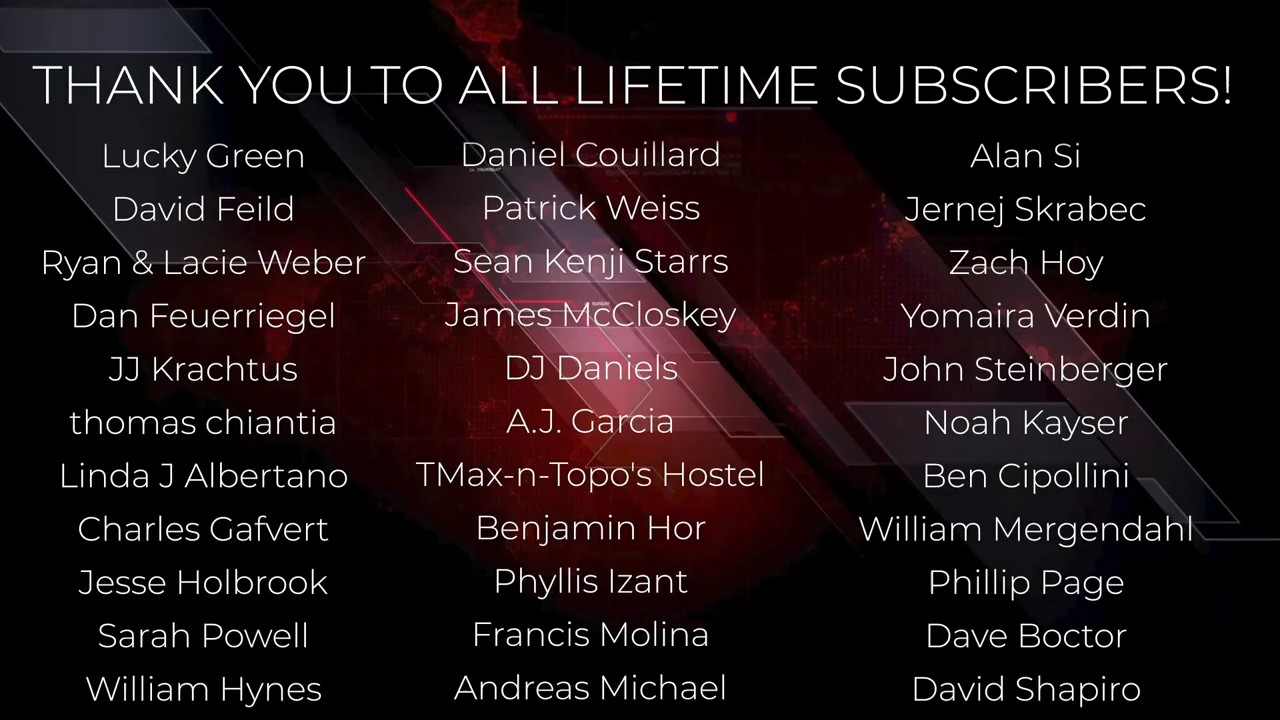 THANK YOU TO ALL LIFETIME SUBSCRIBERS!
Lucky Green
David Feild
Ryan & Lacie Weber
Dan Feuerriegel
JJ Krachtus
thomas chiantia
Linda J Albertano
Charles Gafvert
Jesse Holbrook
Sarah Powell
William Hynes
Daniel Couillard
Patrick Weiss
Sean Kenji Starrs
James McCloskey
DJ Daniels
A.J. Garcia
TMax-n-Topo's Hostel
Benjamin Hor
Phyllis Izant
Francis Molina
Andreas Michael
Alan Si
Jernej Skrabec
Zach Hoy
Yomaira Verdin
John Steinberger
Noah Kayser
Ben Cipollini
William Mergendahl
Phillip Page
Dave Boctor
David Shapiro